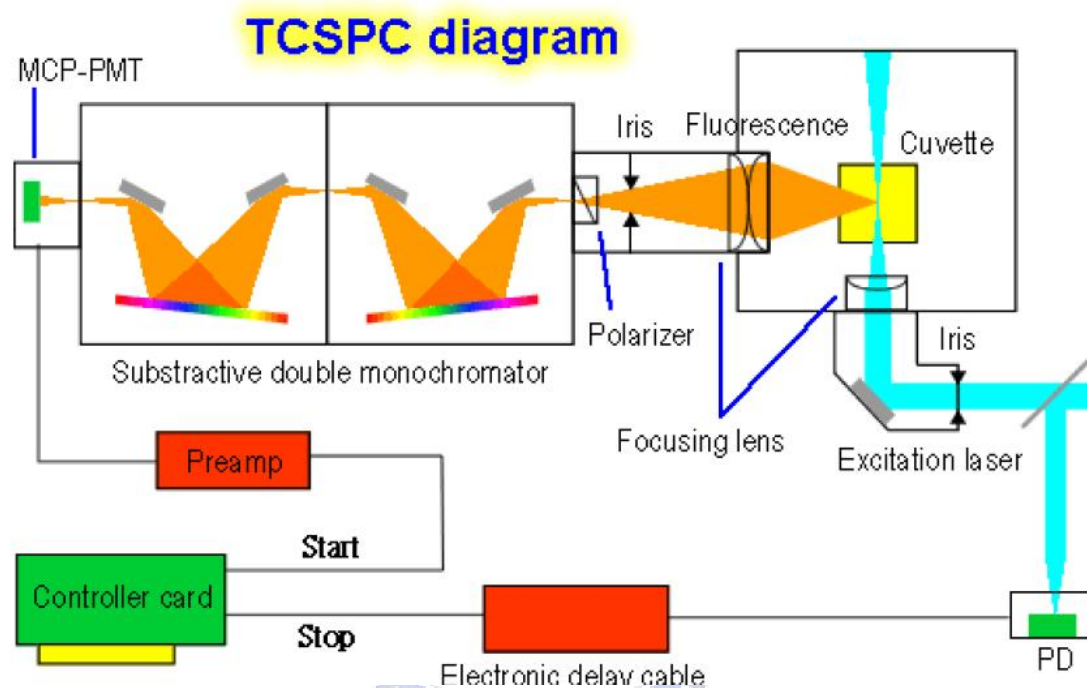 TCSPC diagram
MCP-PMT
Iris
Fluorescence
Cuvette
Polarizer
Iris
Substractive double monochromator
Focusing lens
Excitation laser
Preamp
Start
Controller card
Stop
Electronic delay cable
PD